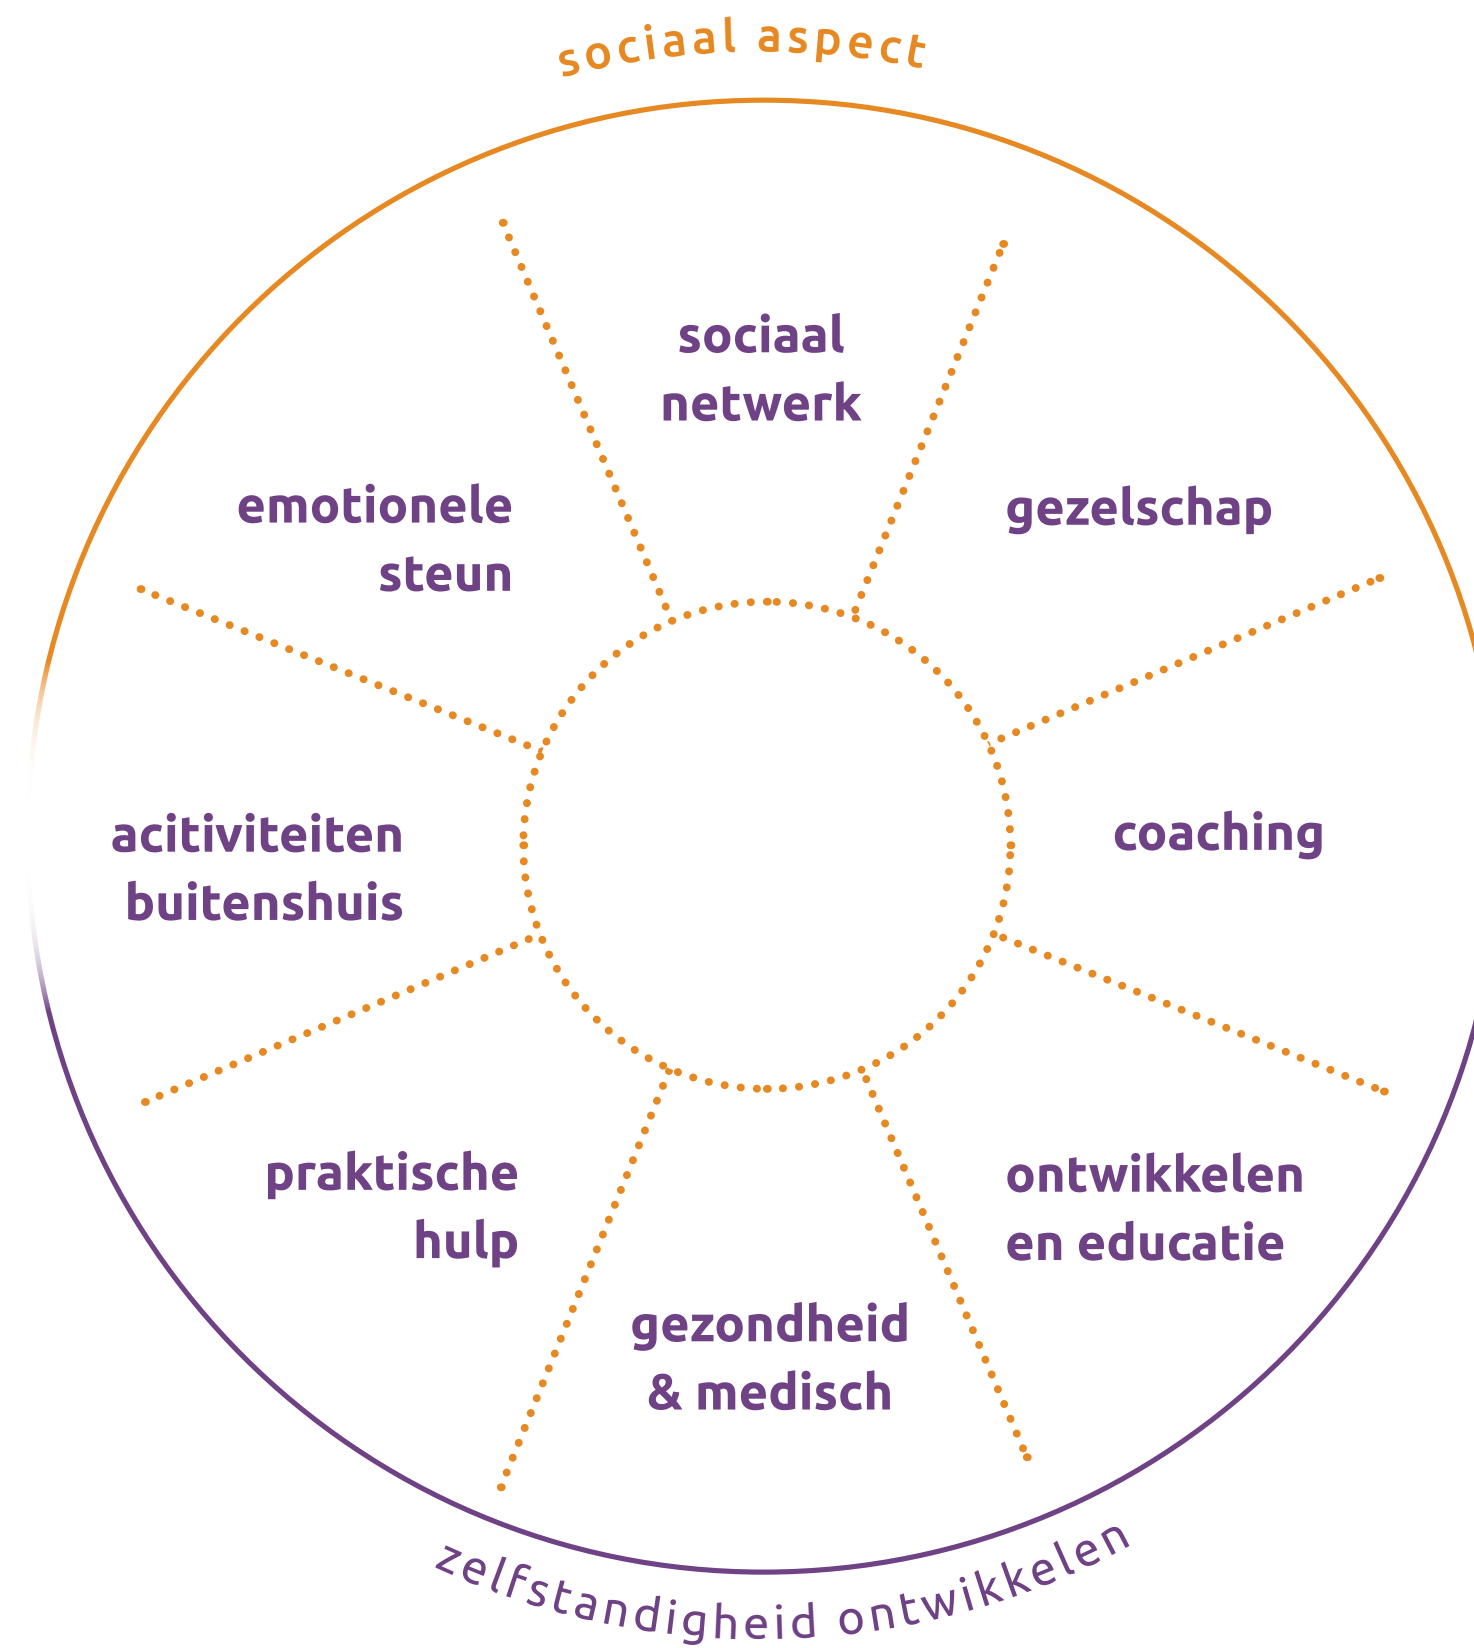 sociaal aspect
sociaal
netwerk
gezelschap
coaching
ontwikkelen
en educatie
gezondheid
& medisch
praktische
hulp
acitiviteiten
buitenshuis
emotionele
steun
zelfstandigheid ontwikkelen